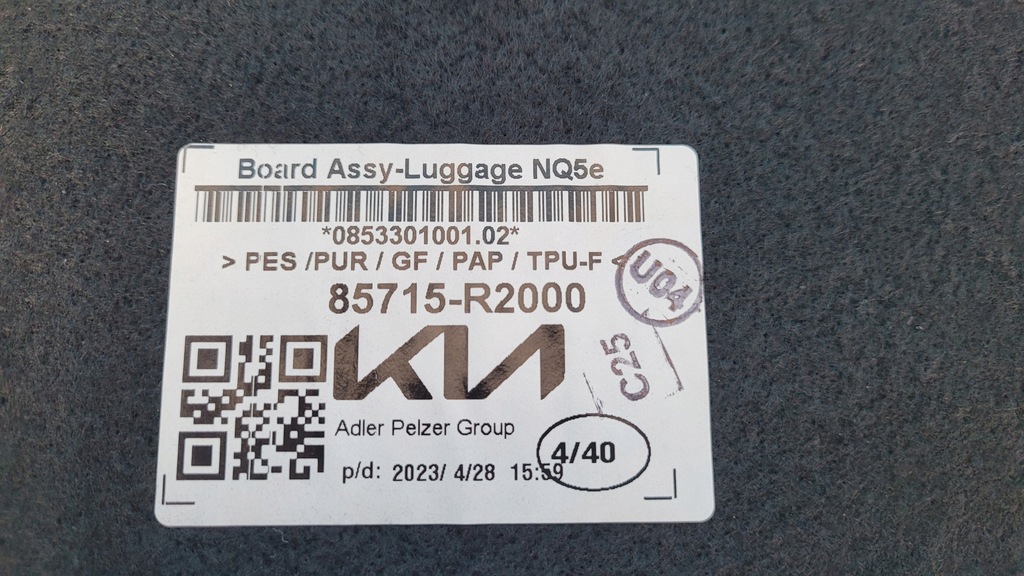 Board Assy-Luggage NQ5e
*0853301001.02*
> PES /PUR / GF / PAP / TPU-F <
U04
85715-R2000
C25
KIA
Adler Pelzer Group
4/40
p/d: 2023/ 4/28 15:59